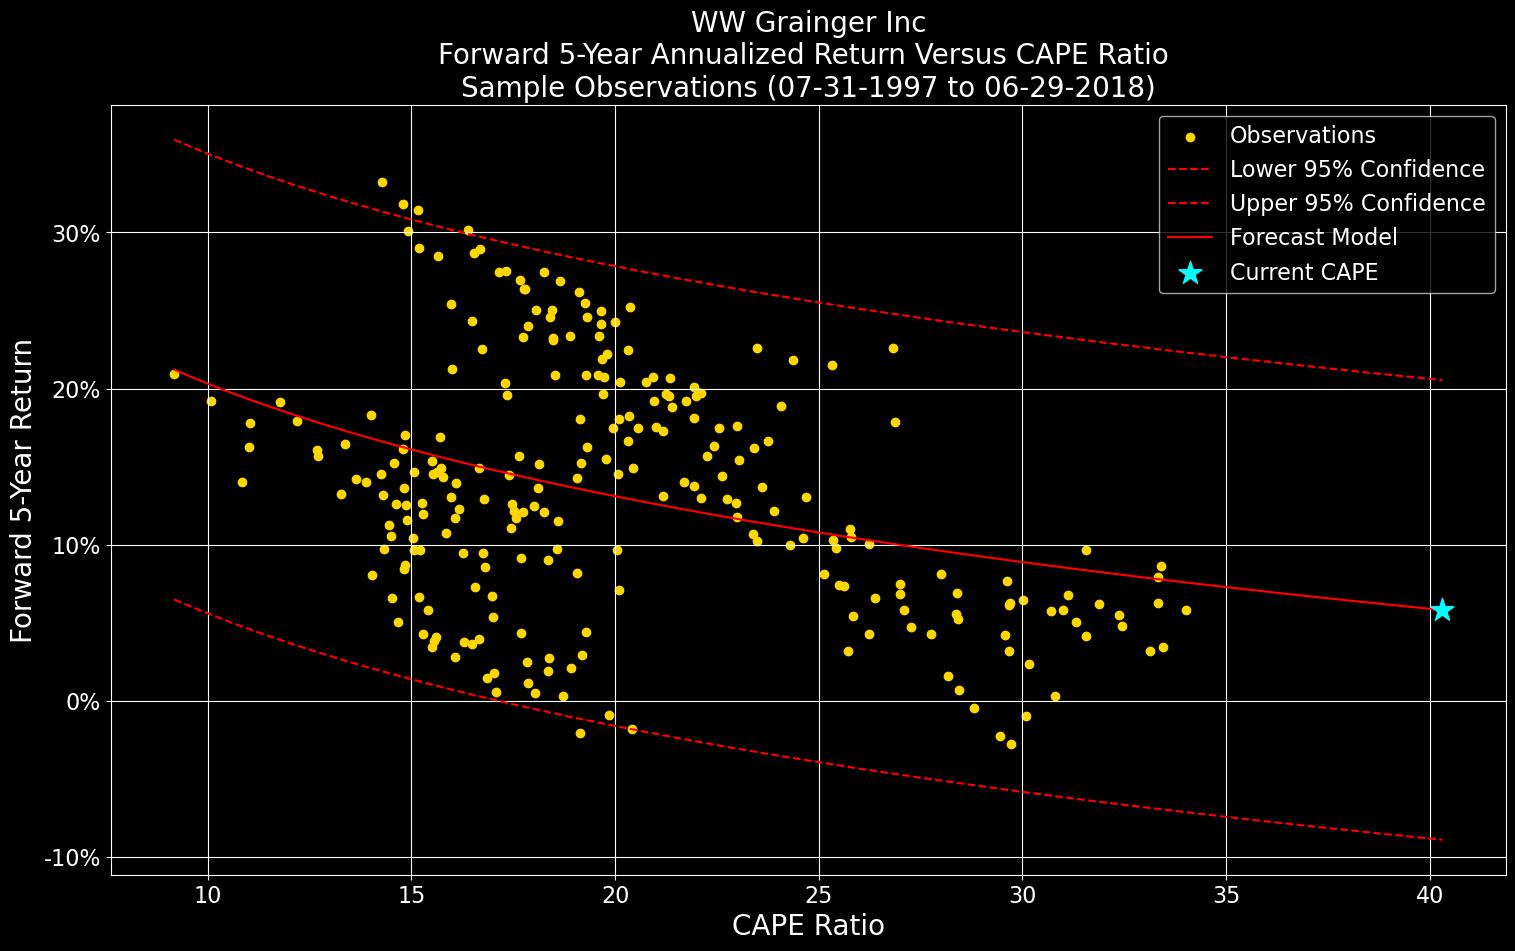 WW Grainger Inc
Forward 5-Year Annualized Return Versus CAPE Ratio
Sample Observations (07-31-1997 to 06-29-2018)
Observations
Lower 95% Confidence
Upper 95% Confidence
Forecast Model
Current CAPE
Forward 5-Year Return
30%
20%
10%
0%
-10%
10 15 20 25 30 35 40
CAPE Ratio